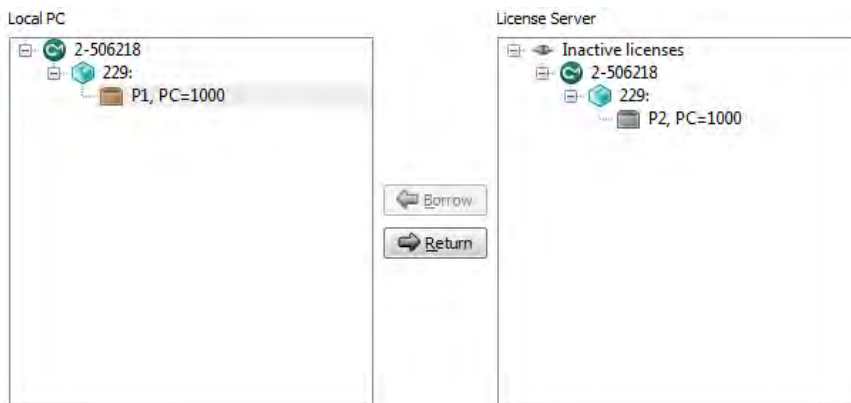 Local PC
2-506218
229:
P1, PC=1000
Borrow
Return
License Server
Inactive licenses
2-506218
229:
P2, PC=1000